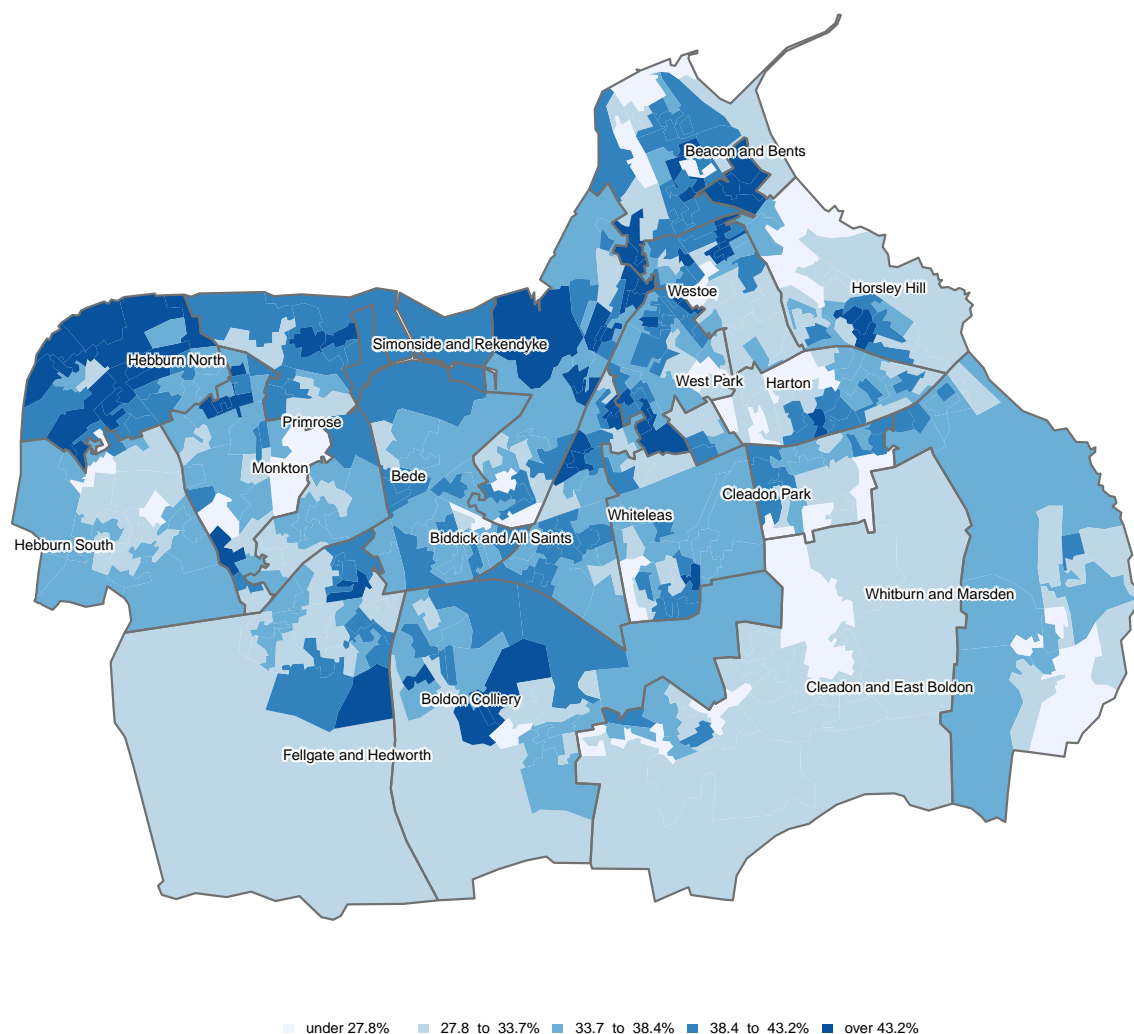 Beacon and Bents
Horsley Hill
Westoe
Simonside and Rekendyke
Hebburn North
West Park
Harton
Primrose
Monkton
Bede
Cleadon Park
Whiteleas
Biddick and All Saints
Hebburn South
Whitburn and Marsden
Cleadon and East Boldon
Boldon Colliery
Fellgate and Hedworth
under 27.8% 27.8 to 33.7% 33.7 to 38.4% 38.4 to 43.2% over 43.2%